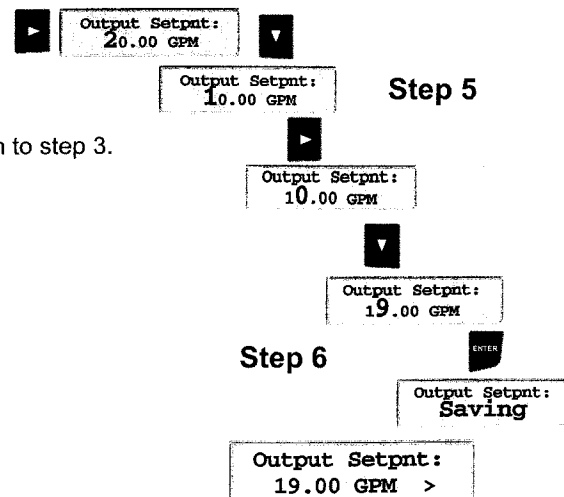 Output Setpnt:
20.00 GPM
Output Setpnt:
10.00 GPM
Step 5
to step 3.
Output Setpnt:
10.00 GPM
Output Setpnt:
19.00 GPM
Step 6
ENTER
Output Setpnt:
Saving
Output Setpnt:
19.00 GPM >